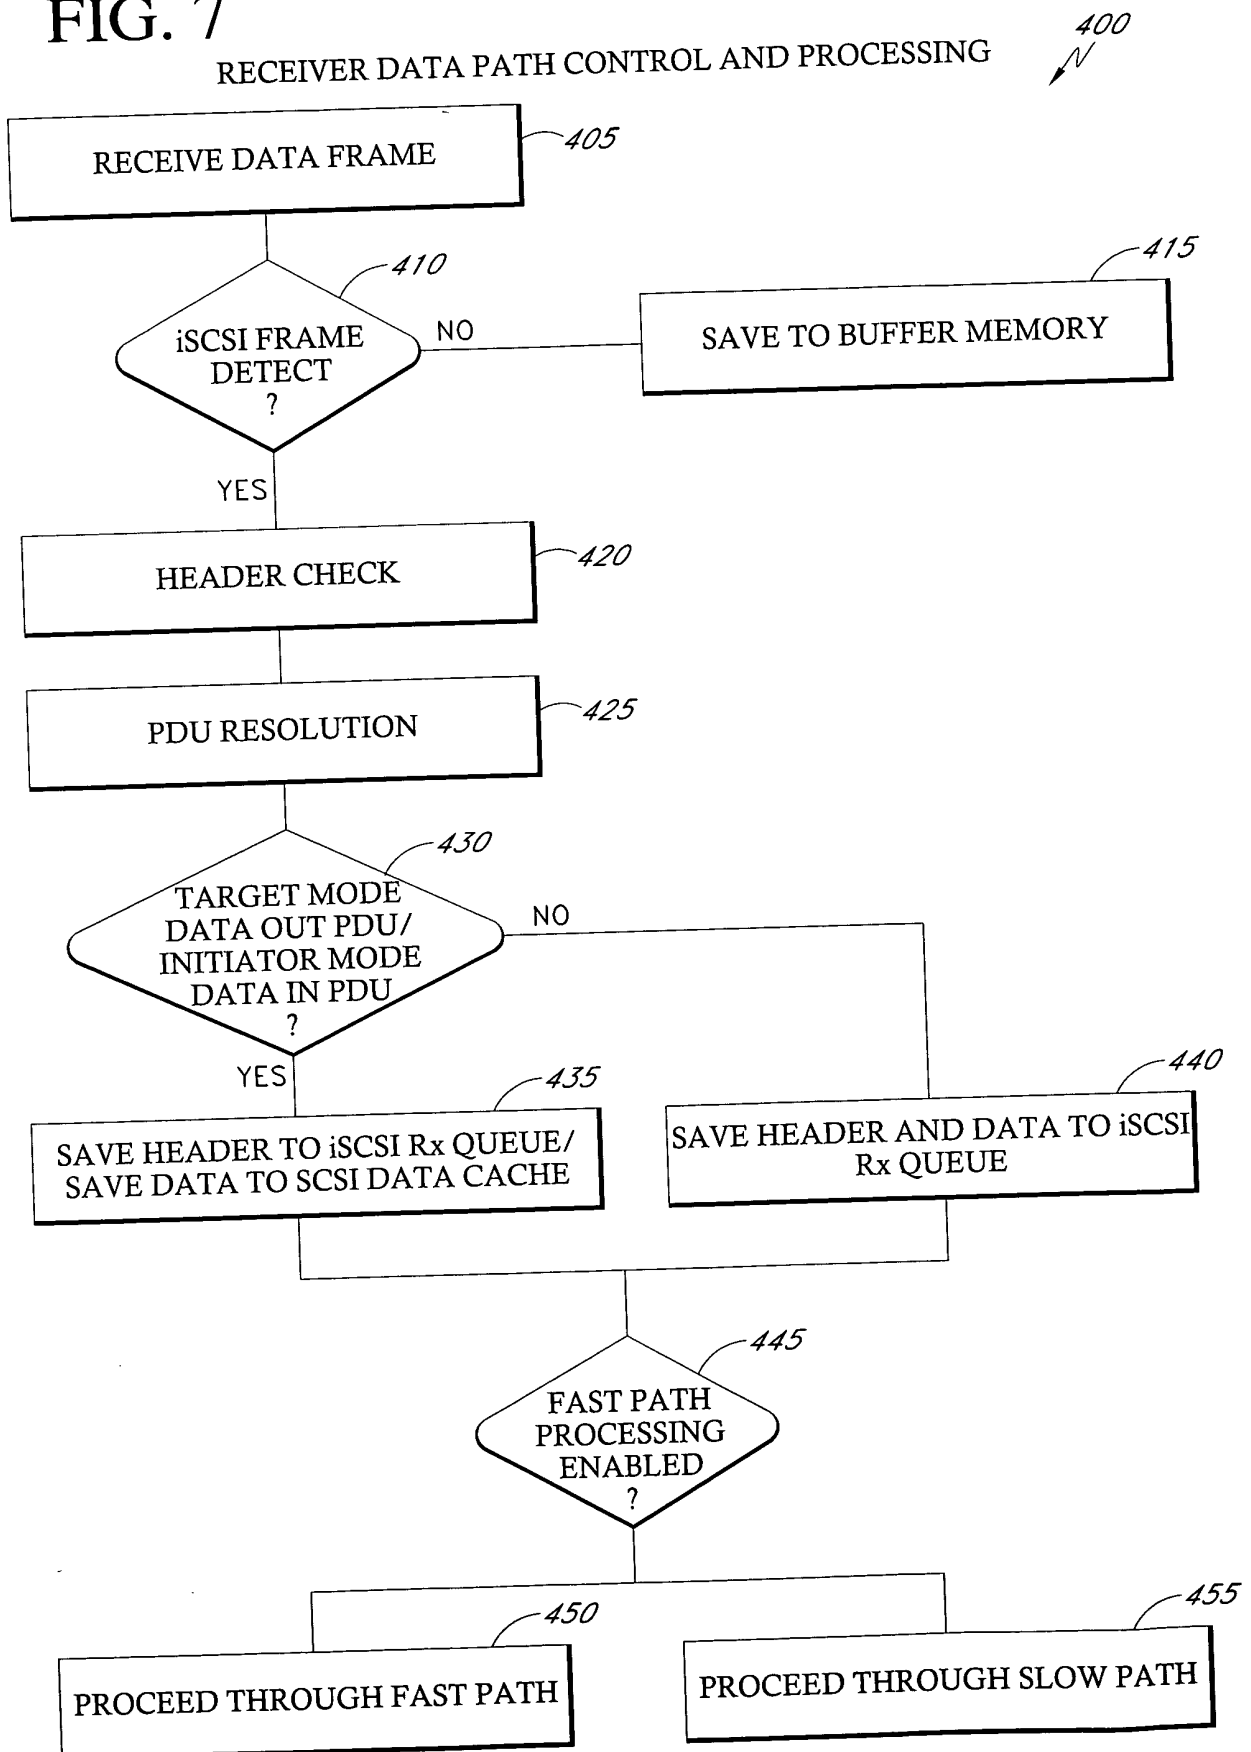 FIG. 7
400
RECEIVER DATA PATH CONTROL AND PROCESSING
RECEIVE DATA FRAME
405
410
iSCSI FRAME
DETECT
?
NO
415
SAVE TO BUFFER MEMORY
YES
HEADER CHECK
420
PDU RESOLUTION
425
430
TARGET MODE
DATA OUT PDU/
INITIATOR MODE
DATA IN PDU
?
NO
YES
435
SAVE HEADER TO iSCSI Rx QUEUE/
SAVE DATA TO SCSI DATA CACHE
440
SAVE HEADER AND DATA TO iSCSI
Rx QUEUE
445
FAST PATH
PROCESSING
ENABLED
?
450
PROCEED THROUGH FAST PATH
455
PROCEED THROUGH SLOW PATH